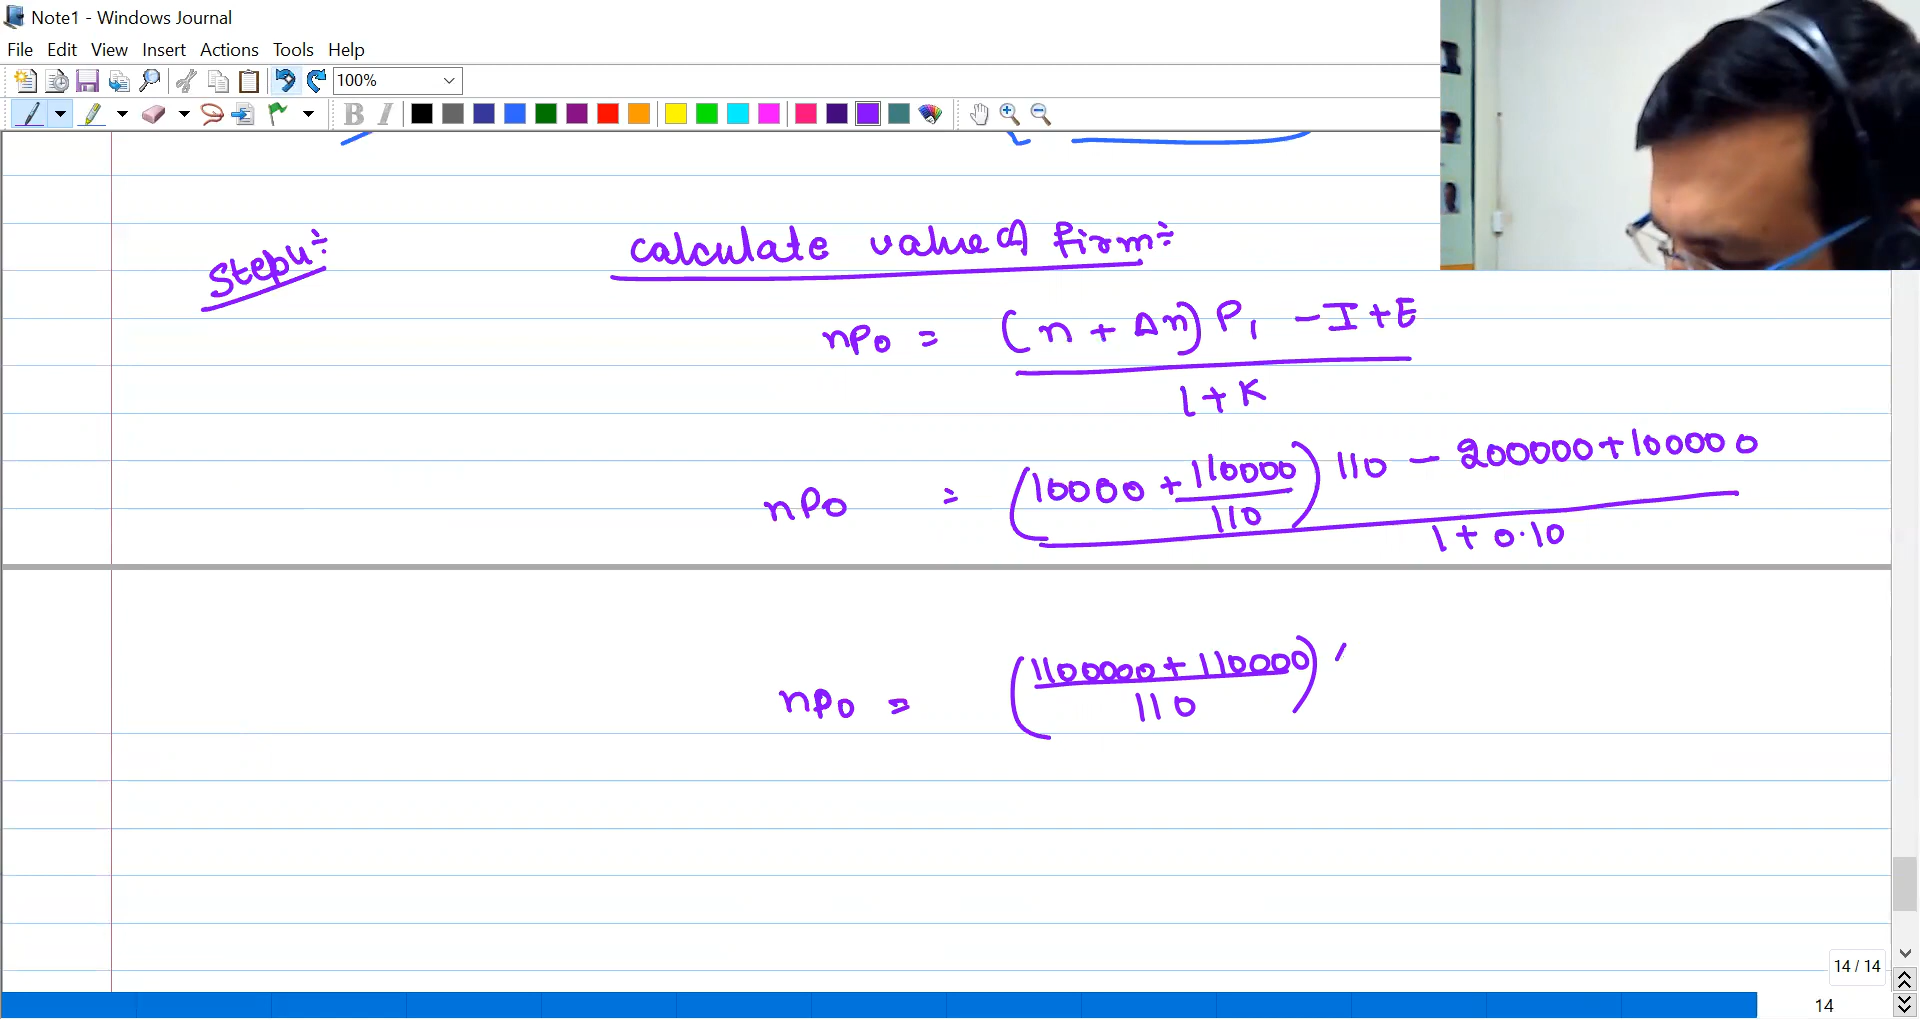 Note1 - Windows Journal
File Edit View Insert Actions Tools Help
100%
B I
Step4÷ calculate value of firm÷
nP0 = (n + Δn) P1 - I + E
1 + K
nP0 = (10000 + 110000) 110 - 200000 + 100000
110
1 + 0.10
nP0 = (1100000 + 110000)
110
14 / 14
14